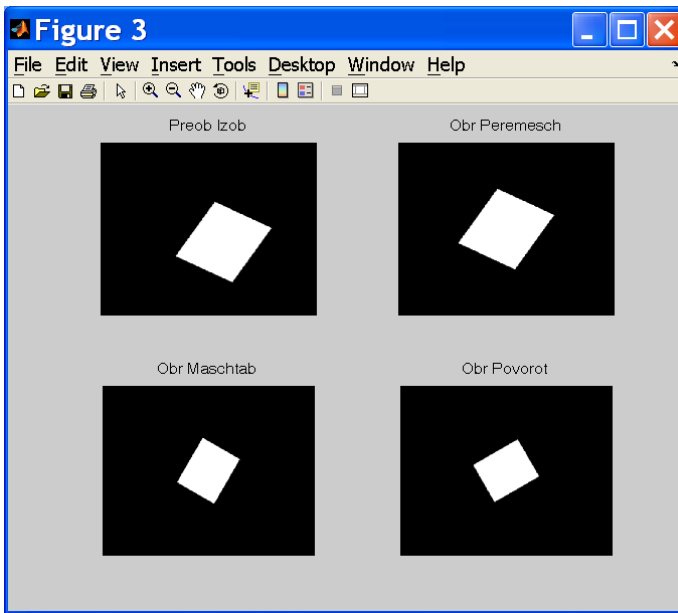 Figure 3
File Edit View Insert Tools Desktop Window Help
Preob Izob
Obr Peremesch
Obr Maschtab
Obr Povorot